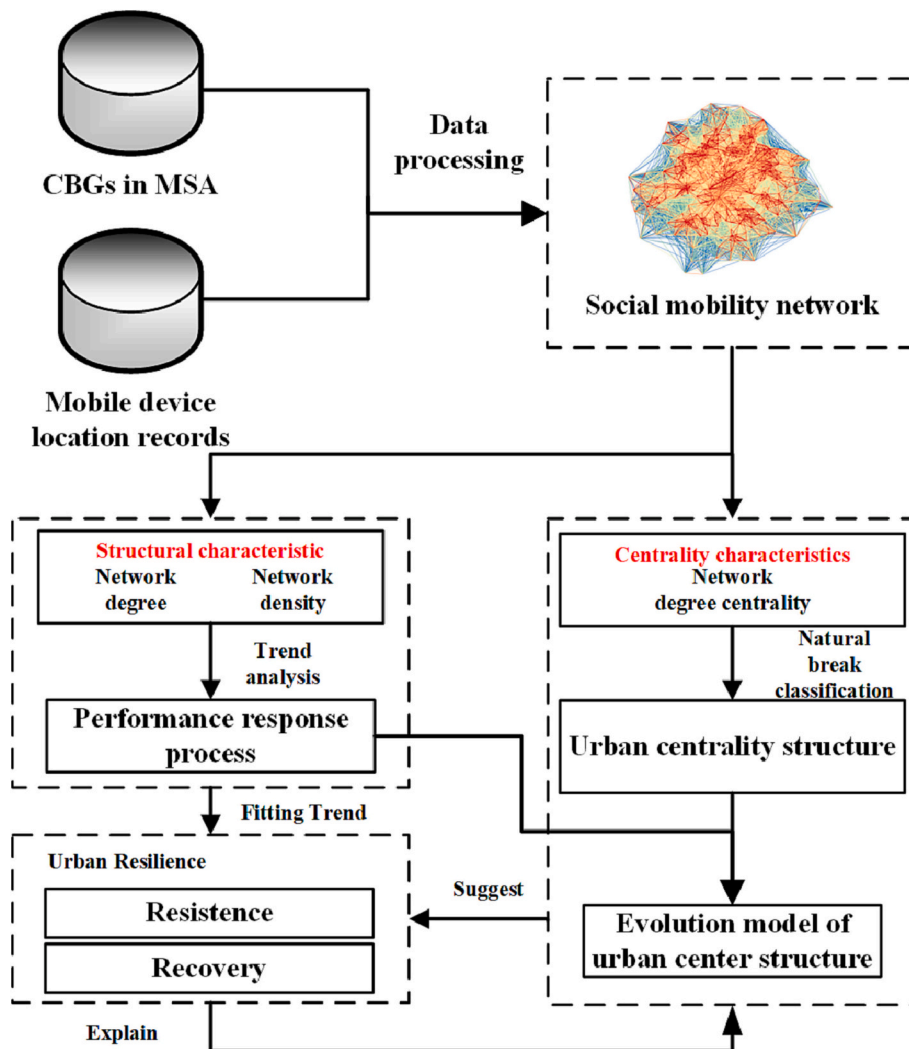 CBGs in MSA
Data
processing
Mobile device
location records
Social mobility network
Structural characteristic
Network
degree
Network
density
Trend
analysis
Performance response
process
Fitting Trend
Urban Resilience
Resistence
Recovery
Explain
Suggest
Centrality characteristics
Network
degree centrality
Natural
break
classification
Urban centrality structure
Evolution model of
urban center structure